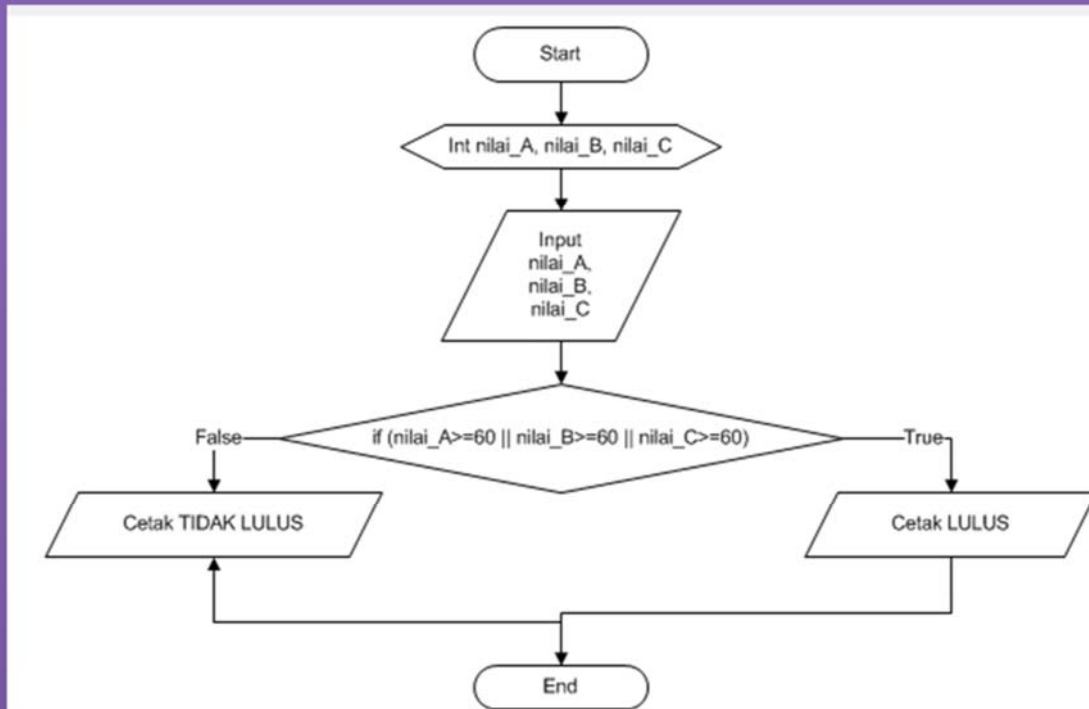 Start
Int nilai_A, nilai_B, nilai_C
Input
nilai_A,
nilai_B,
nilai_C
if (nilai_A>=60 || nilai_B>=60 || nilai_C>=60)
False
True
Cetak TIDAK LULUS
Cetak LULUS
End